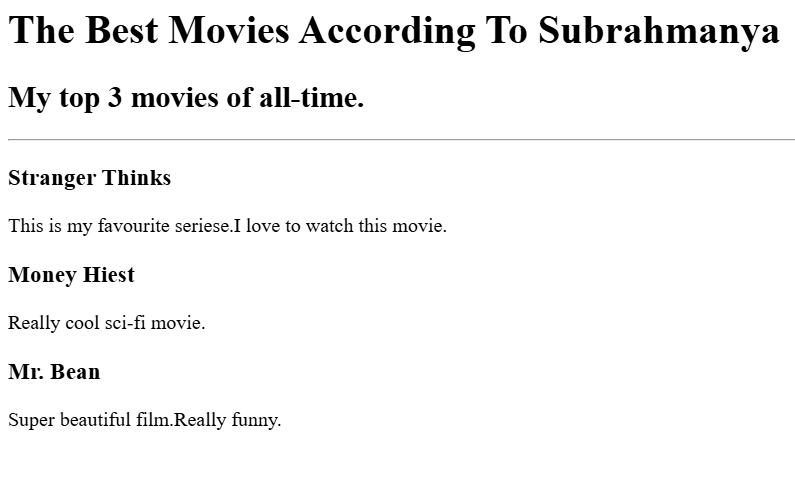 The Best Movies According To Subrahmanya
My top 3 movies of all-time.
Stranger Thinks
This is my favourite seriese.I love to watch this movie.
Money Hiest
Really cool sci-fi movie.
Mr. Bean
Super beautiful film.Really funny.